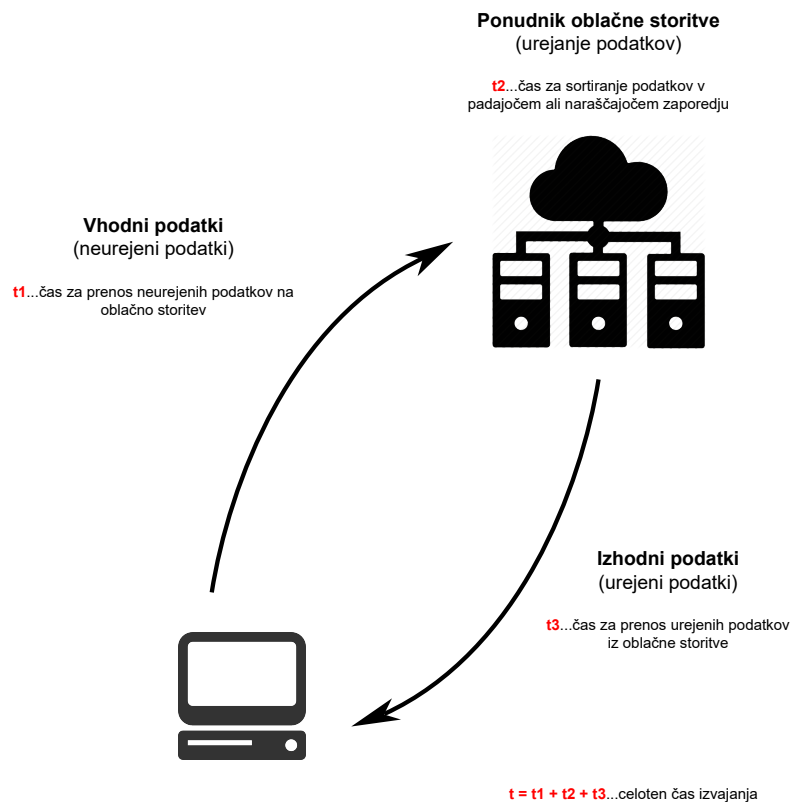 Ponudnik oblačne storitve
(urejanje podatkov)
t2...čas za sortiranje podatkov v
padajočem ali naraščajočem zaporedju
Vhodni podatki
(neurejeni podatki)
t1...čas za prenos neurejenih podatkov na
oblačno storitev
Izhodni podatki
(urejeni podatki)
t3...čas za prenos urejenih podatkov
iz oblačne storitve
t = t1 + t2 + t3...celoten čas izvajanja